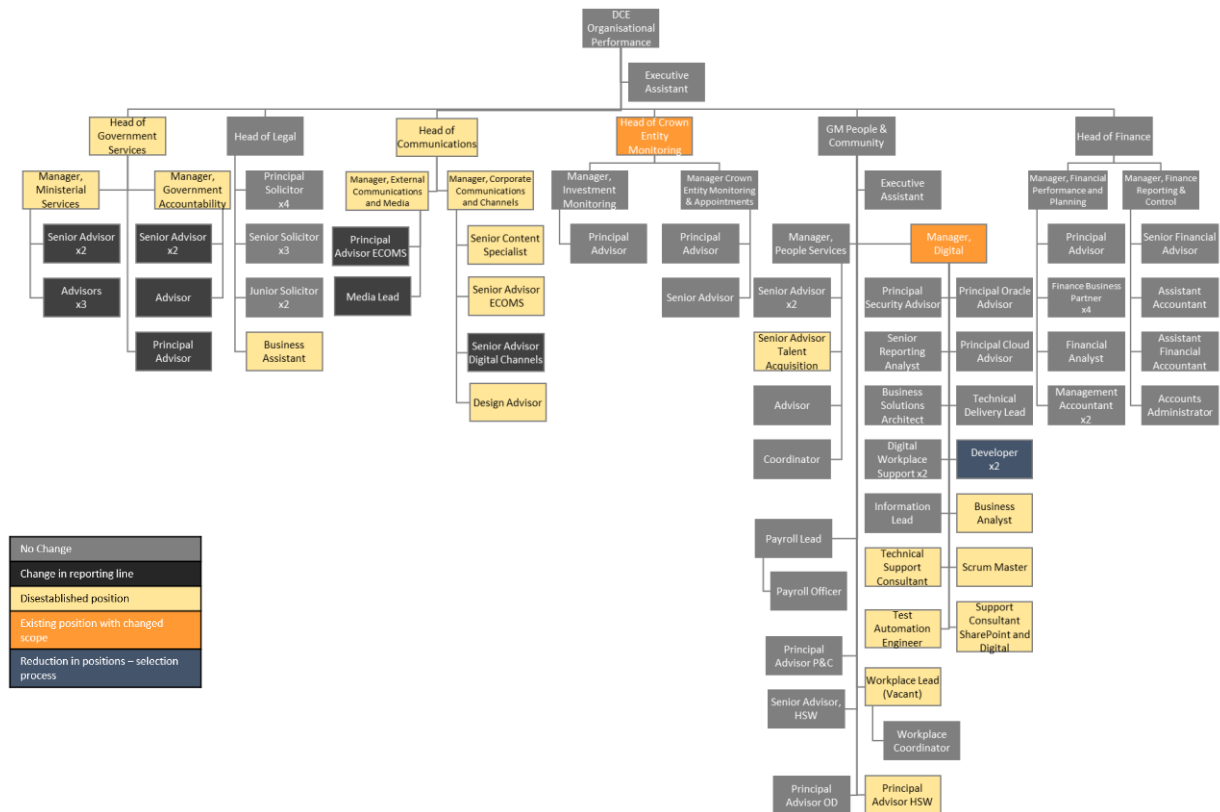 DCE
Organisational
Performance
Executive
Assistant
Head of
Government
Services
Head of Legal
Head of
Communications
Head of Crown
Entity
Monitoring
GM People &
Community
Head of Finance
Manager,
Ministerial
Services
Manager,
Government
Accountability
Principal
Solicitor
x4
Manager, External
Communications
and Media
Manager, Corporate
Communications
and Channels
Manager,
Investment
Monitoring
Manager Crown
Entity Monitoring
& Appointments
Executive
Assistant
Manager, Financial
Performance and
Planning
Manager, Finance
Reporting &
Control
Senior Advisor
x2
Senior Advisor
x2
Senior Solicitor
x3
Principal
Advisor ECOMS
Senior Content
Specialist
Principal
Advisor
Principal
Advisor
Manager,
People Services
Manager,
Digital
Principal
Advisor
Senior Financial
Advisor
Advisors
x3
Advisor
Junior Solicitor
x2
Media Lead
Senior Advisor
ECOMS
Senior Advisor
Senior Advisor
x2
Principal
Security Advisor
Principal Oracle
Advisor
Finance Business
Partner
x4
Assistant
Accountant
Principal
Advisor
Business
Assistant
Senior Advisor
Digital Channels
Senior Advisor
Talent
Acquisition
Senior
Reporting
Analyst
Principal Cloud
Advisor
Financial
Analyst
Assistant
Financial
Accountant
Design Advisor
Advisor
Business
Solutions
Architect
Technical
Delivery Lead
Management
Accountant
x2
Accounts
Administrator
Coordinator
Digital
Workplace
Support x2
Developer
x2
Information
Lead
Business
Analyst
Payroll Lead
Technical
Support
Consultant
Scrum Master
Payroll Officer
Test
Automation
Engineer
Support
Consultant
SharePoint and
Digital
Principal
Advisor P&C
Workplace Lead
(Vacant)
Senior Advisor,
HSW
Workplace
Coordinator
Principal
Advisor OD
Principal
Advisor HSW
No Change
Change in reporting line
Disestablished position
Existing position with changed
scope
Reduction in positions – selection
process